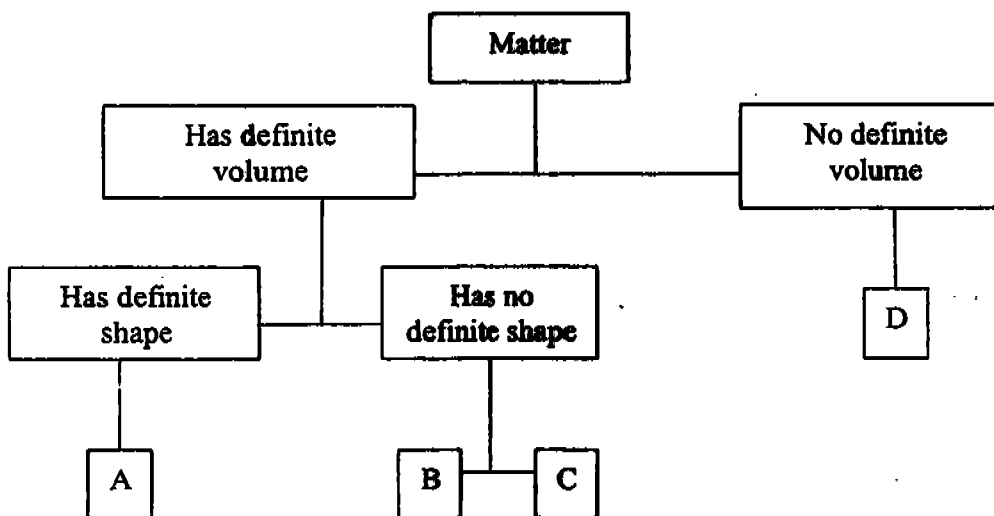 Matter
Has definite
volume
No definite
volume
Has definite
shape
Has no
definite shape
D
A
B
C